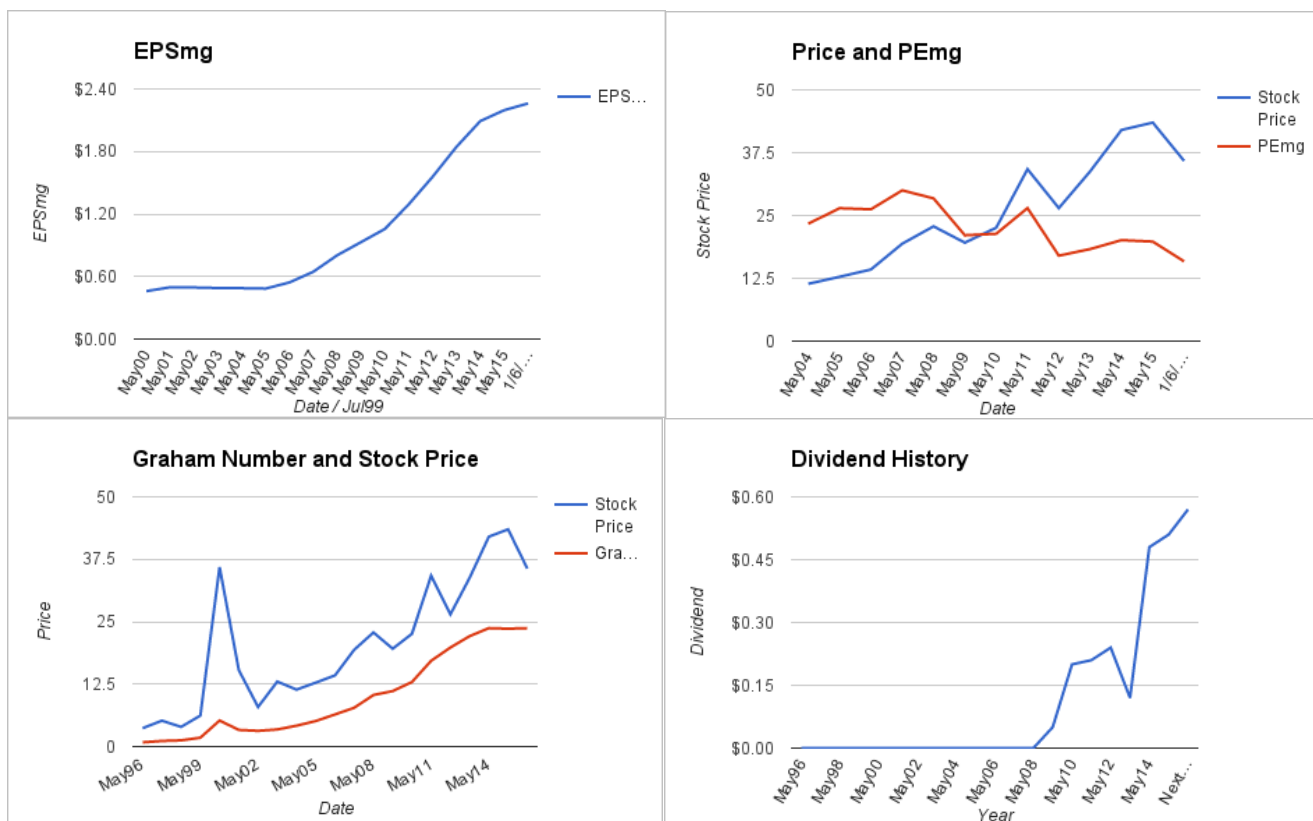 EPSmg
$2.40
$1.80
$1.20
$0.60
$0.00
EPSmg
EPS...
May00
May01
May02
May03
May04
May05
May06
May07
May08
May09
May10
May11
May12
May13
May14
May15
1/6/...
Date / Jul99
Price and PEmg
50
37.5
25
12.5
0
Stock Price
Stock
Price
PEmg
May04
May05
May06
May07
May08
May09
May10
May11
May12
May13
May14
May15
1/6/...
Date
Graham Number and Stock Price
50
37.5
25
12.5
0
Price
Stock
Price
Gra...
May96
May99
May02
May05
May08
May11
May14
Date
Dividend History
$0.60
$0.45
$0.30
$0.15
$0.00
Dividend
May96
May98
May00
May02
May04
May06
May08
May10
May12
May14
Next...
Year